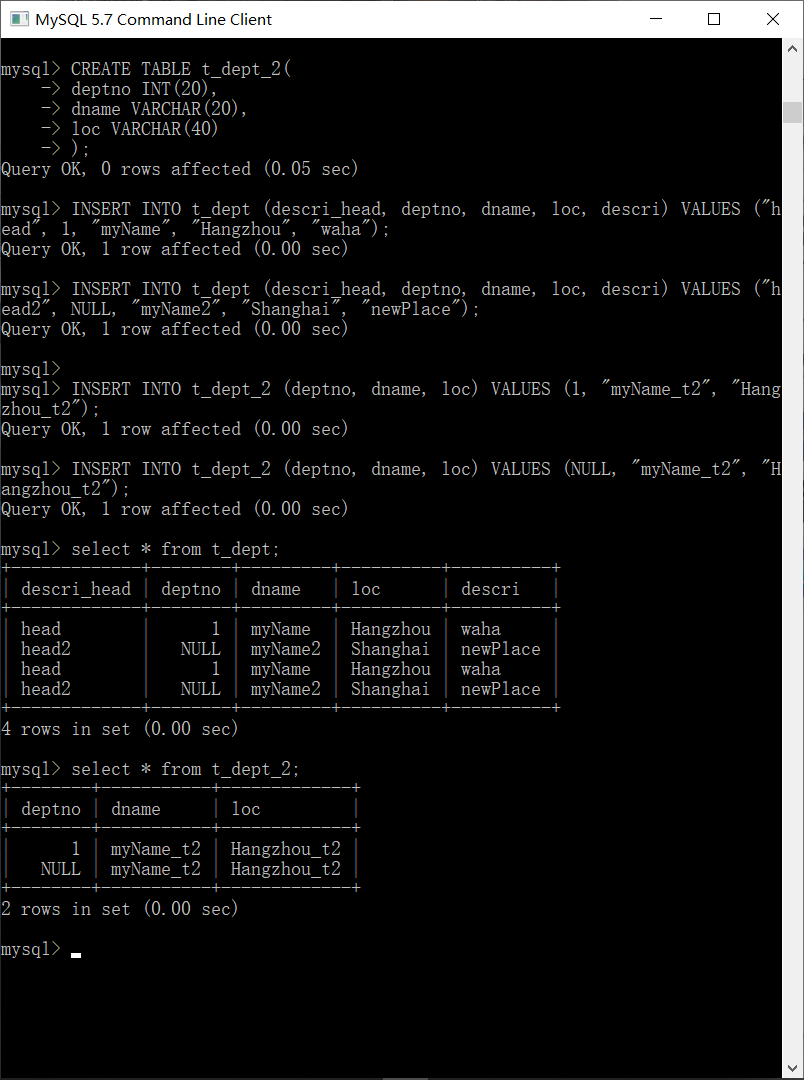 MySQL 5.7 Command Line Client
mysql> CREATE TABLE t_dept_2(
    -> deptno INT(20),
    -> dname VARCHAR(20),
    -> loc VARCHAR(40)
    -> );
Query OK, 0 rows affected (0.05 sec)
mysql> INSERT INTO t_dept (descri_head, deptno, dname, loc, descri) VALUES ("h
ead", 1, "myName", "Hangzhou", "waha");
Query OK, 1 row affected (0.00 sec)
mysql> INSERT INTO t_dept (descri_head, deptno, dname, loc, descri) VALUES ("h
ead2", NULL, "myName2", "Shanghai", "newPlace");
Query OK, 1 row affected (0.00 sec)
mysql>
mysql> INSERT INTO t_dept_2 (deptno, dname, loc) VALUES (1, "myName_t2", "Hang
zhou_t2");
Query OK, 1 row affected (0.00 sec)
mysql> INSERT INTO t_dept_2 (deptno, dname, loc) VALUES (NULL, "myName_t2", "H
angzhou_t2");
Query OK, 1 row affected (0.00 sec)
mysql> select * from t_dept;
+-------------+--------+---------+----------+----------+
| descri_head | deptno | dname   | loc      | descri   |
+-------------+--------+---------+----------+----------+
| head        |      1 | myName  | Hangzhou | waha     |
| head2       |   NULL | myName2 | Shanghai | newPlace |
| head        |      1 | myName  | Hangzhou | waha     |
| head2       |   NULL | myName2 | Shanghai | newPlace |
+-------------+--------+---------+----------+----------+
4 rows in set (0.00 sec)
mysql> select * from t_dept_2;
+--------+-----------+-------------+
| deptno | dname     | loc         |
+--------+-----------+-------------+
|      1 | myName_t2 | Hangzhou_t2 |
|   NULL | myName_t2 | Hangzhou_t2 |
+--------+-----------+-------------+
2 rows in set (0.00 sec)
mysql>